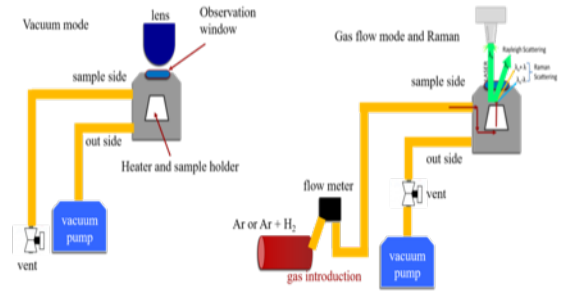 Vacuum mode
lens
Observation
window
sample side
out side
Heater and sample holder
vacuum
pump
vent
Gas flow mode and Raman
Rayleigh Scattering
Raman
Scattering
sample side
out side
flow meter
vent
Ar or Ar + H₂
gas introduction
vacuum
pump